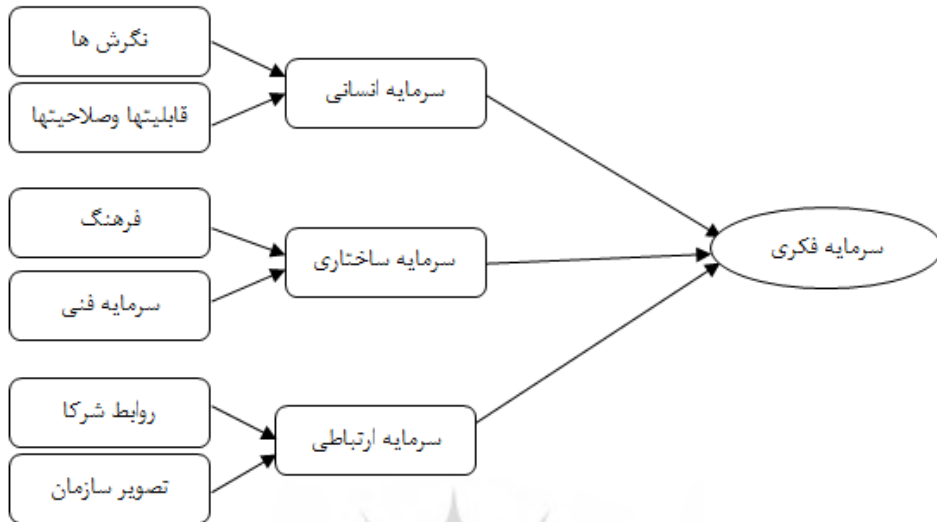 نگرش ها
قابلیتها وصلاحیتها
سرمایه انسانی
فرهنگ
سرمایه فنی
سرمایه ساختاری
سرمایه فکری
روابط شرکا
تصویر سازمان
سرمایه ارتباطی